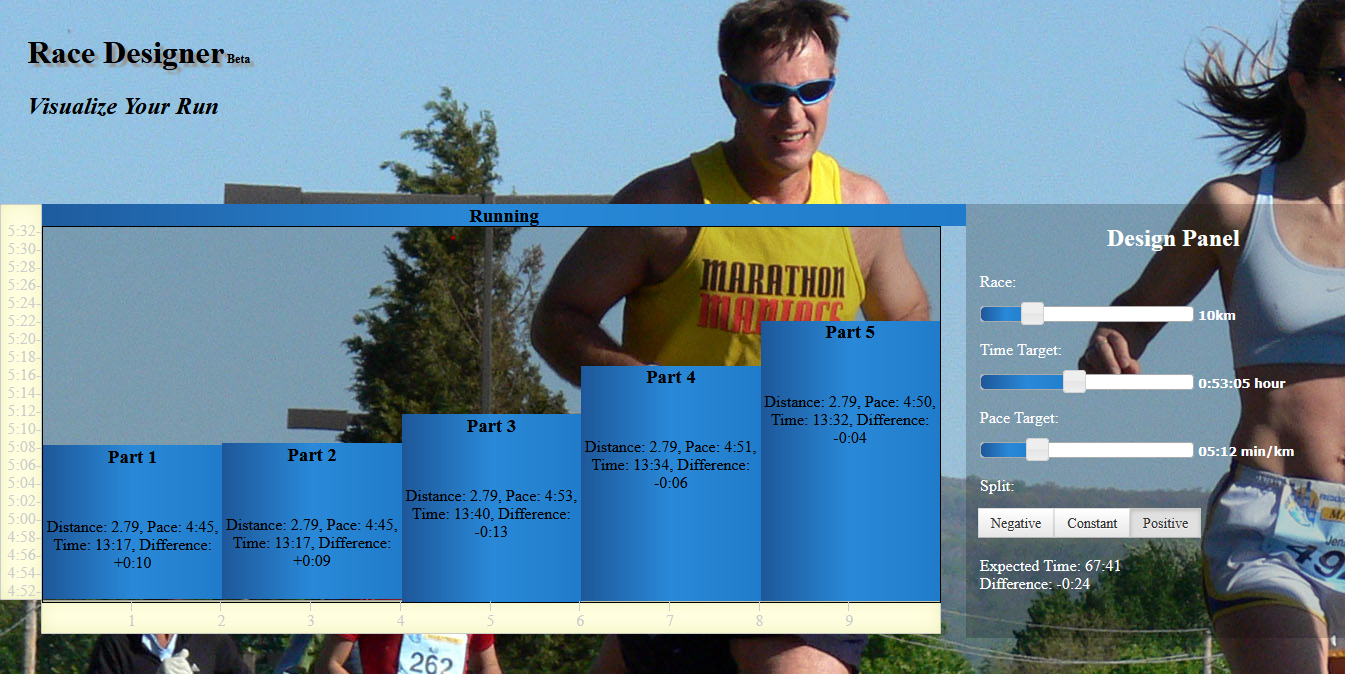 Race Designer Beta
Visualize Your Run
Running
5:32
5:30
5:28
5:26
5:24
5:22
5:20
5:18
5:16
5:14
5:12
5:10
5:08
5:06
5:04
5:02
5:00
4:58
4:56
4:54
4:52
MARATHON
MANIACS
Part 1
Distance: 2.79, Pace: 4:45,
Time: 13:17, Difference:
+0:10
Part 2
Distance: 2.79, Pace: 4:45,
Time: 13:17, Difference:
+0:09
Part 3
Distance: 2.79, Pace: 4:53,
Time: 13:40, Difference:
-0:13
Part 4
Distance: 2.79, Pace: 4:51,
Time: 13:34, Difference:
-0:06
Part 5
Distance: 2.79, Pace: 4:50,
Time: 13:32, Difference:
-0:04
1 2 3 4 5 6 7 8 9
Design Panel
Race:
10km
Time Target:
0:53:05 hour
Pace Target:
05:12 min/km
Split:
Negative Constant Positive
Expected Time: 67:41
Difference: -0:24
262